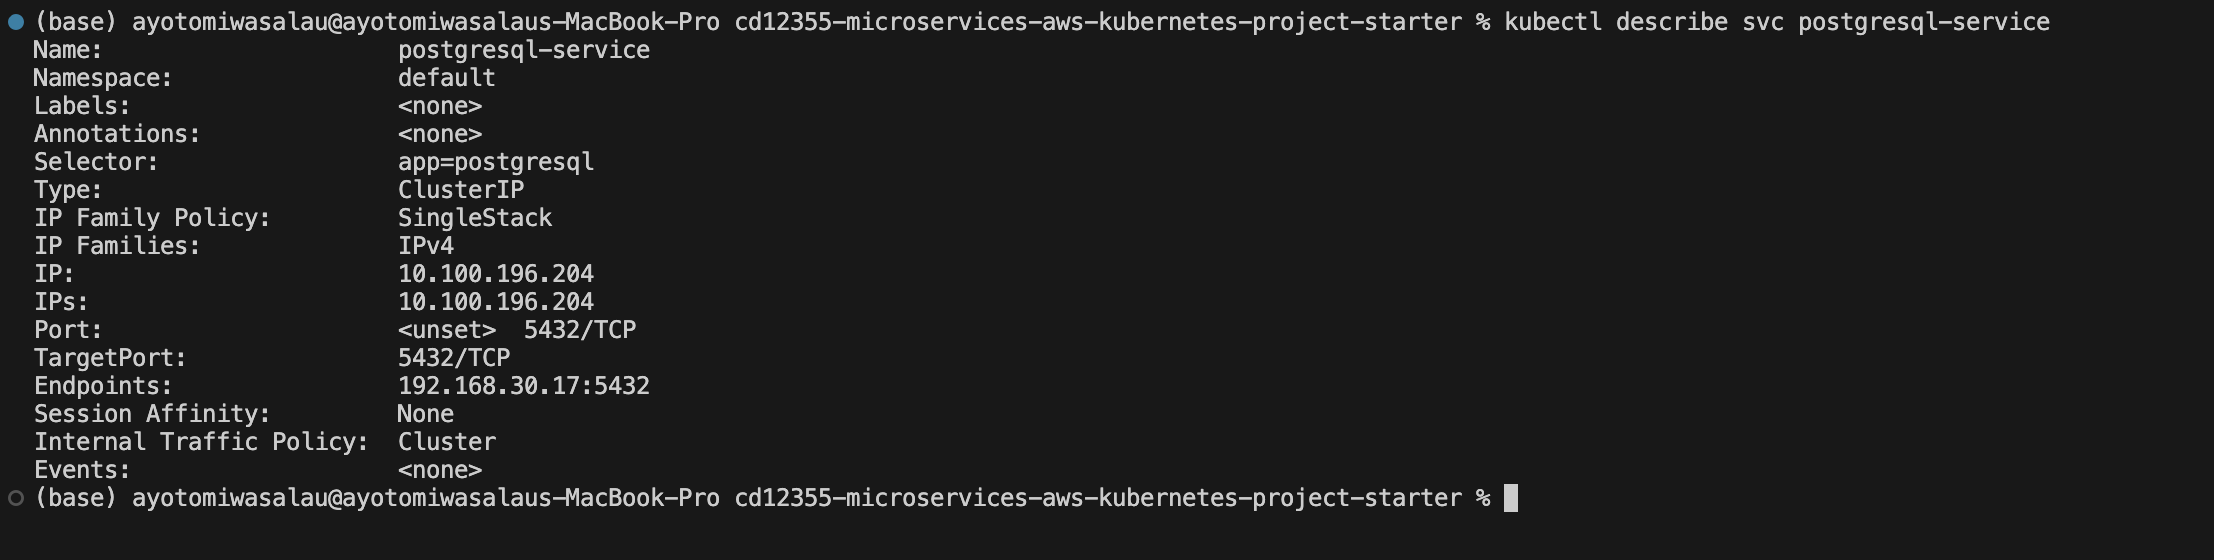 (base) ayotomiwasalau@ayotomiwasalaus-MacBook-Pro cd12355-microservices-aws-kubernetes-project-starter % kubectl describe svc postgresql-service
Name:                     postgresql-service
Namespace:                default
Labels:                   <none>
Annotations:              <none>
Selector:                 app=postgresql
Type:                     ClusterIP
IP Family Policy:         SingleStack
IP Families:              IPv4
IP:                       10.100.196.204
IPs:                      10.100.196.204
Port:                     <unset>  5432/TCP
TargetPort:               5432/TCP
Endpoints:                192.168.30.17:5432
Session Affinity:         None
Internal Traffic Policy:  Cluster
Events:                   <none>
(base) ayotomiwasalau@ayotomiwasalaus-MacBook-Pro cd12355-microservices-aws-kubernetes-project-starter %